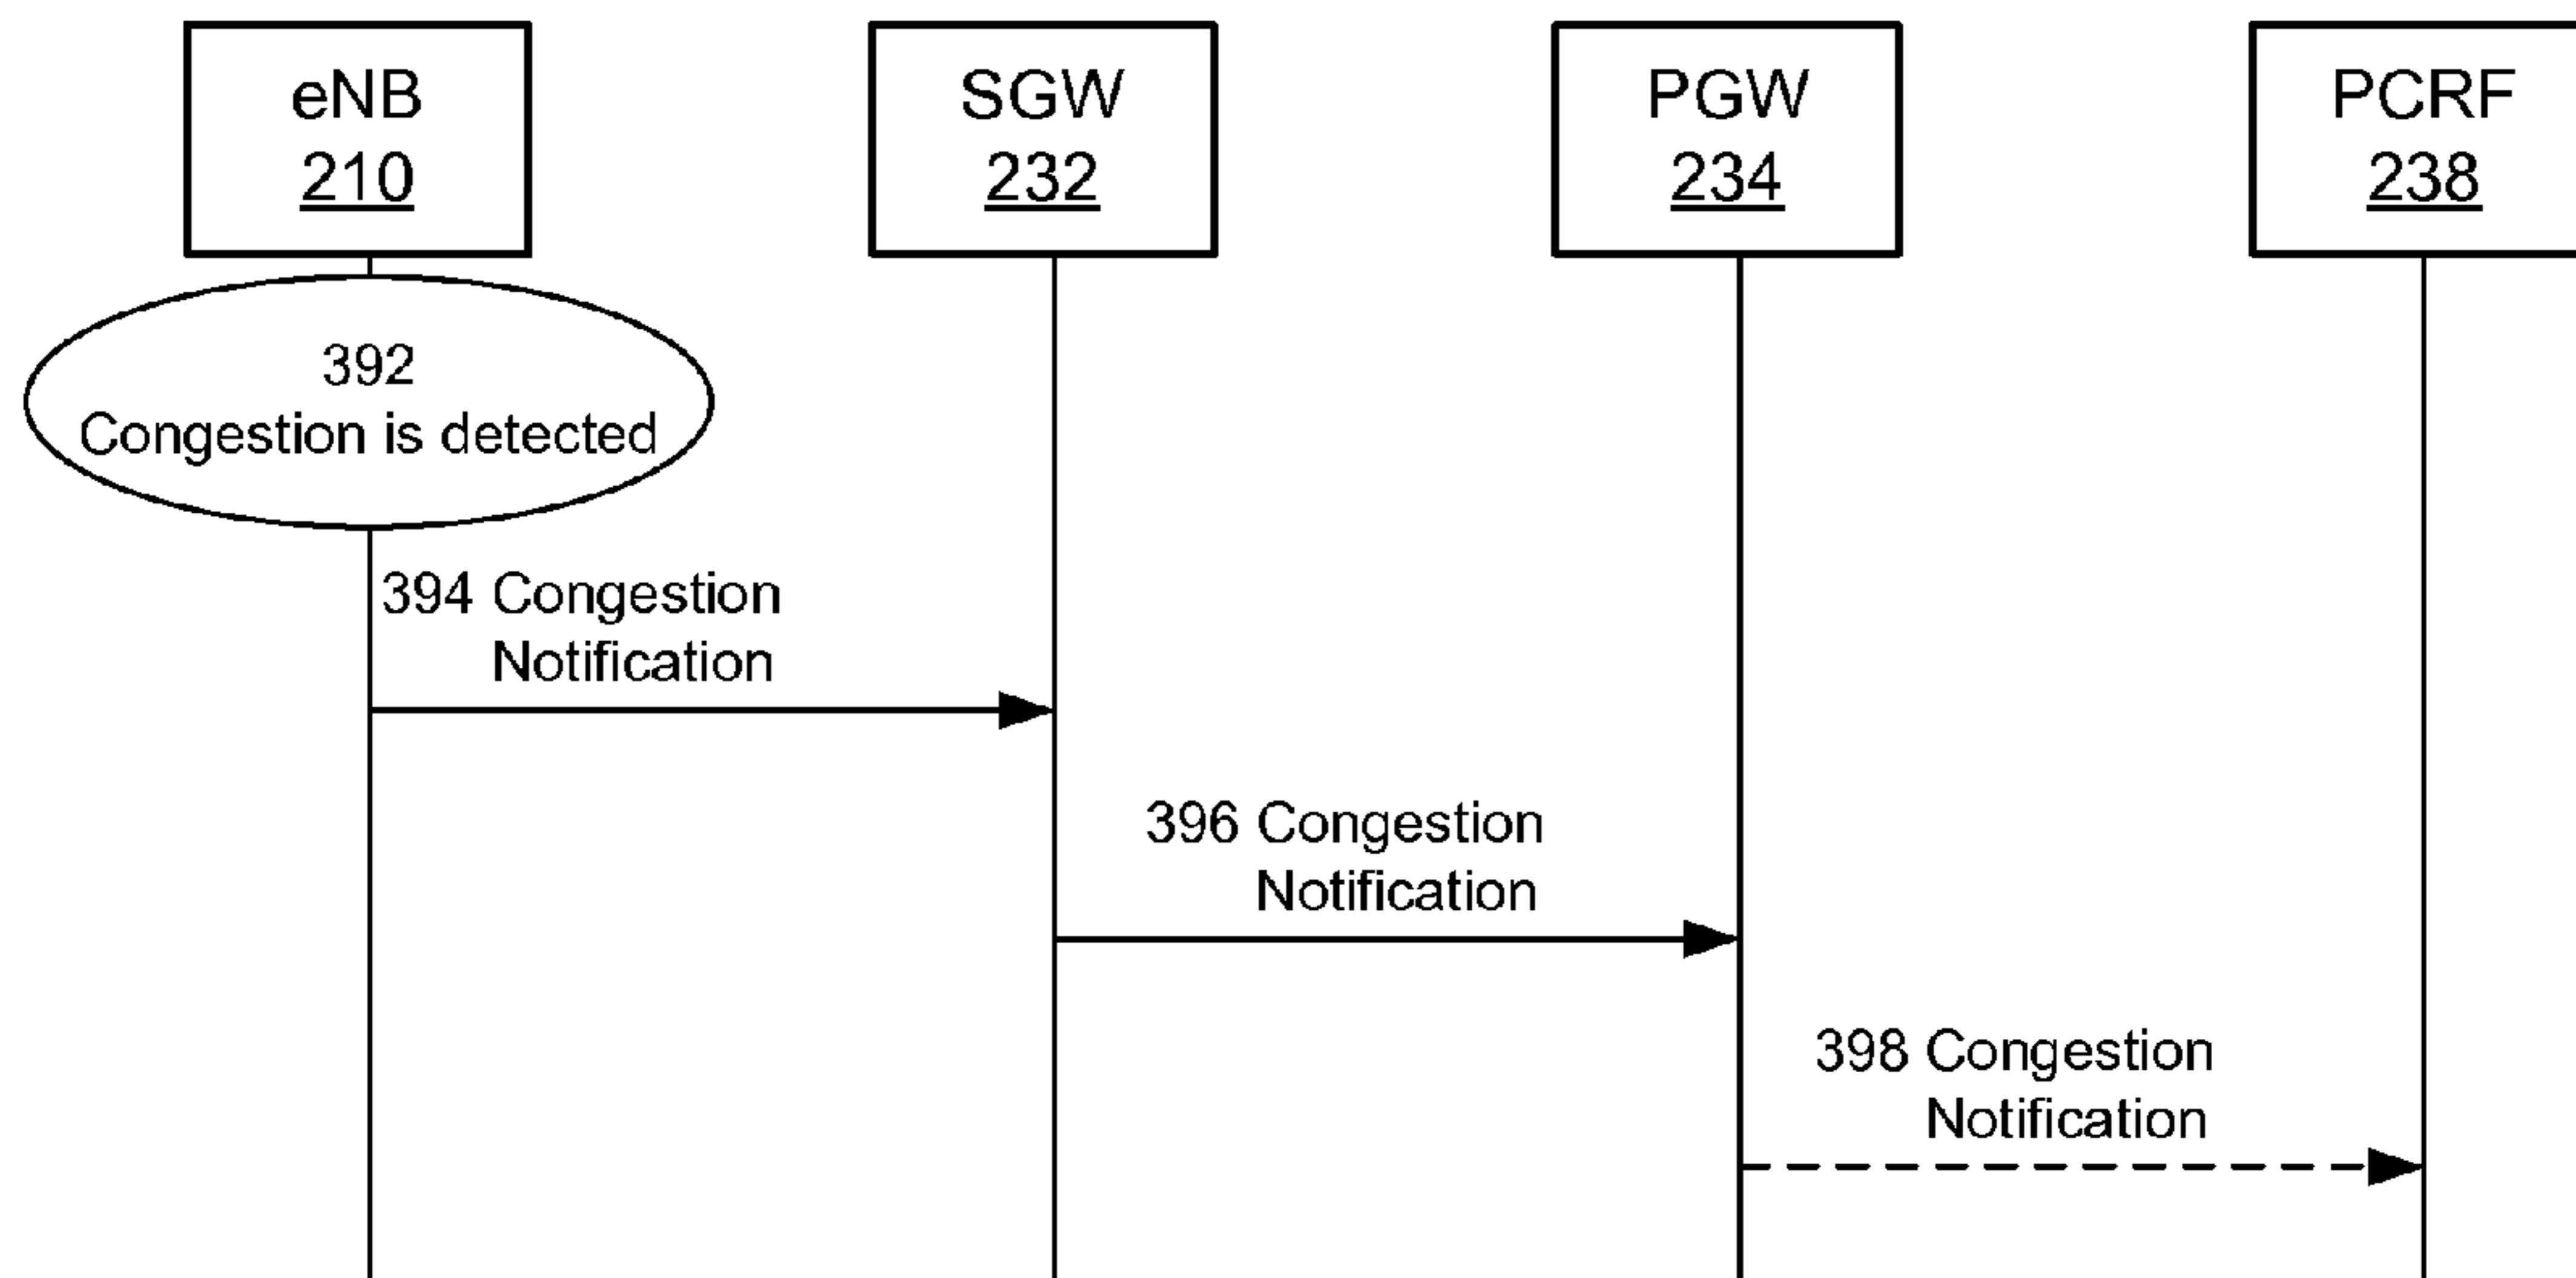 eNB
210
SGW
232
PGW
234
PCRF
238
392
Congestion is detected
394 Congestion
Notification
396 Congestion
Notification
398 Congestion
Notification